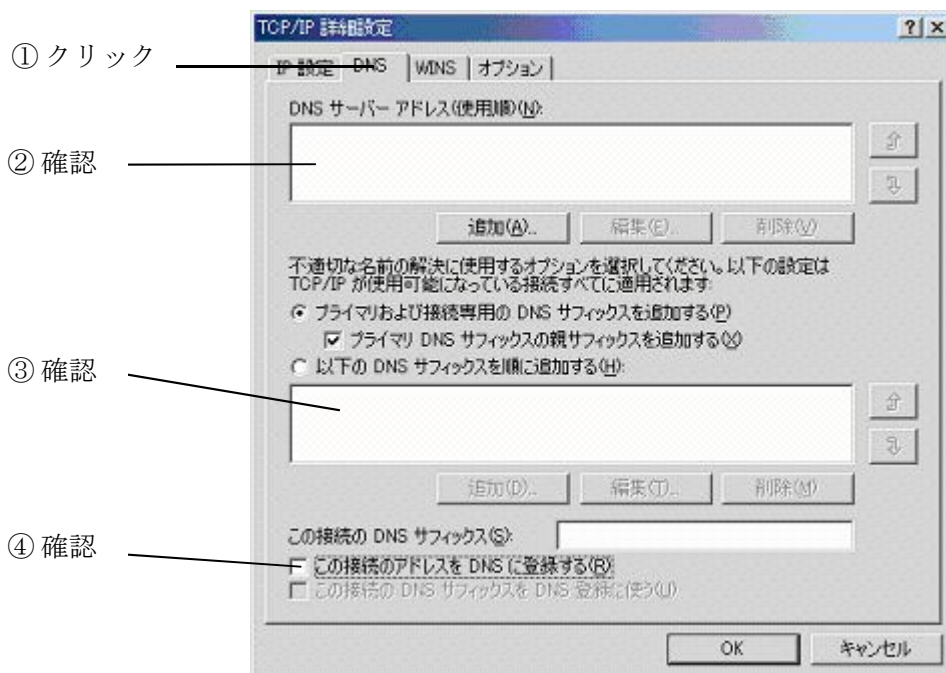 TCP/IP 詳細設定
① クリック
IP 設定 DNS WINS オプション
DNS サーバー アドレス(使用順)(N):
② 確認
追加(A)... 編集(E)... 削除(V)
不適切な名前の解決に使用するオプションを選択してください。以下の設定は
TCP/IP が使用可能になっている接続すべてに適用されます:
プライマリおよび接続専用の DNS サフィックスを追加する(P)
プライマリ DNS サフィックスの親サフィックスを追加する(X)
以下の DNS サフィックスを順に追加する(H):
③ 確認
追加(D)... 編集(T)... 削除(M)
この接続の DNS サフィックス(S):
④ 確認
この接続のアドレスを DNS に登録する(R)
この接続の DNS サフィックスを DNS 登録に使う(U)
OK キャンセル